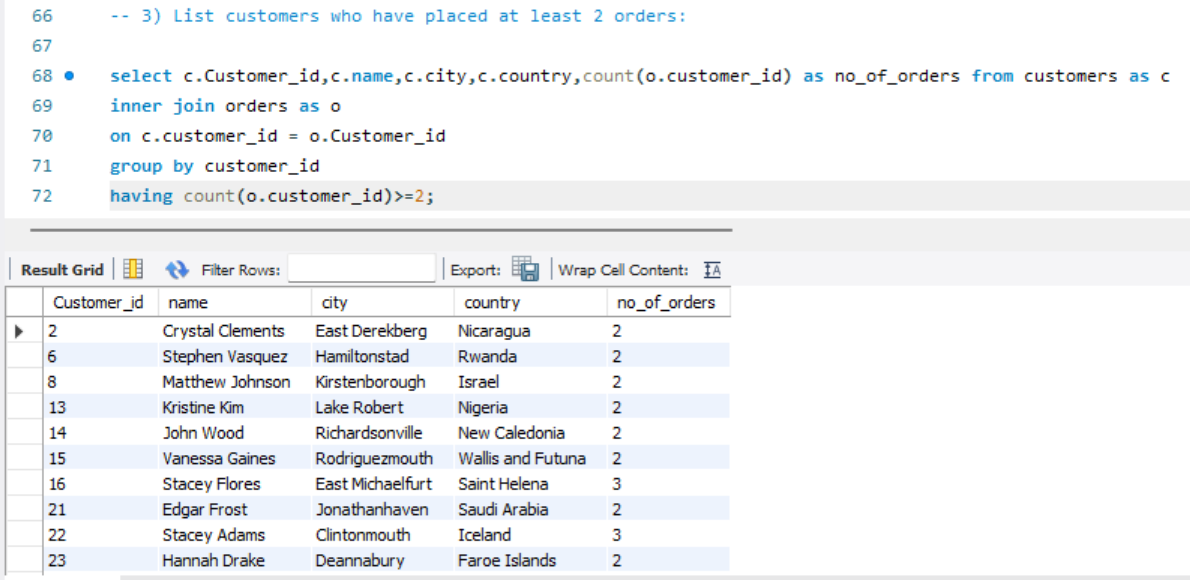 66 -- 3) List customers who have placed at least 2 orders:
67
68 select c.Customer_id,c.name,c.city,c.country,count(o.customer_id) as no_of_orders from customers as c
69 inner join orders as o
70 on c.customer_id = o.Customer_id
71 group by customer_id
72 having count(o.customer_id)>=2;
Result Grid Filter Rows: Export: Wrap Cell Content: IA
Customer_id name city country no_of_orders
2 Crystal Clements East Derekberg Nicaragua 2
6 Stephen Vasquez Hamiltonstad Rwanda 2
8 Matthew Johnson Kirstenborough Israel 2
13 Kristine Kim Lake Robert Nigeria 2
14 John Wood Richardsonville New Caledonia 2
15 Vanessa Gaines Rodriguezmouth Wallis and Futuna 2
16 Stacey Flores East Michaelfurt Saint Helena 3
21 Edgar Frost Jonathanhaven Saudi Arabia 2
22 Stacey Adams Clintonmouth Iceland 3
23 Hannah Drake Deannabury Faroe Islands 2